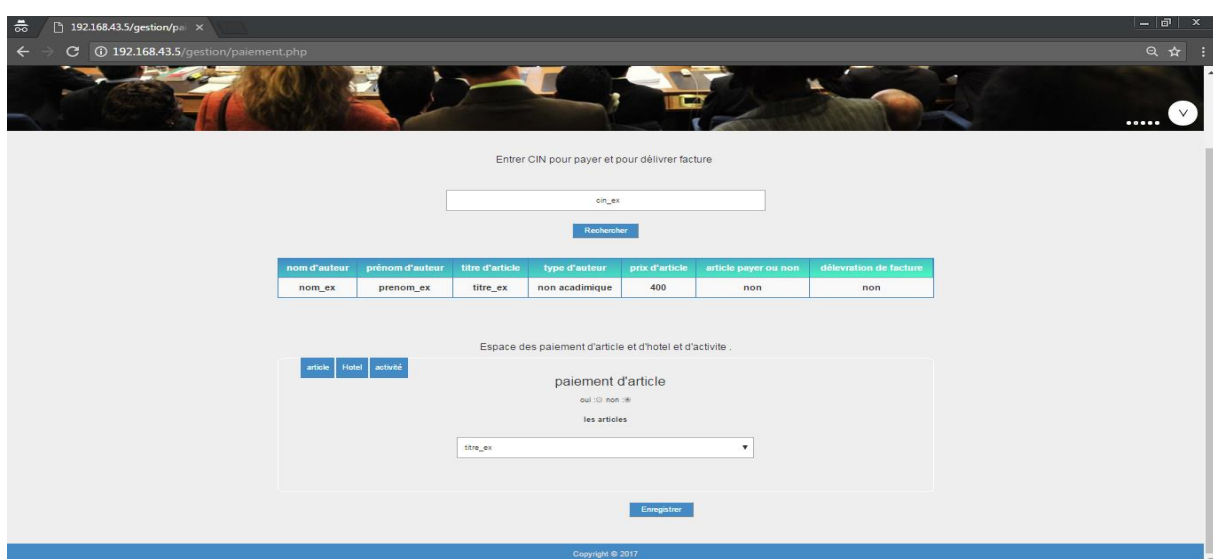 192.168.43.5/gestion/pai
192.168.43.5/gestion/paiement.php
Entrer CIN pour payer et pour délivrer facture
cin_ex
Rechercher
nom d'auteur prénom d'auteur titre d'article type d'auteur prix d'article article payer ou non délevration de facture
nom_ex prenom_ex titre_ex non acadimique 400 non non
Espace des paiement d'article et d'hotel et d'activite .
article Hotel activité
paiement d'article
oui : non :
les articles
titre_ex
Enregistrer
Copyright © 2017